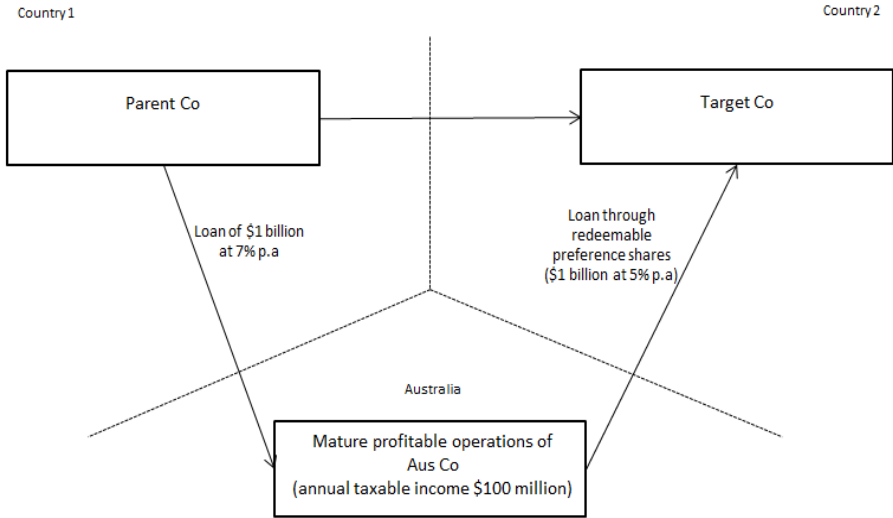 Country 1
Country 2
Parent Co
Target Co
Loan of $1 billion
at 7% p.a
Loan through
redeemable
preference shares
($1 billion at 5% p.a)
Australia
Mature profitable operations of
Aus Co
(annual taxable income $100 million)